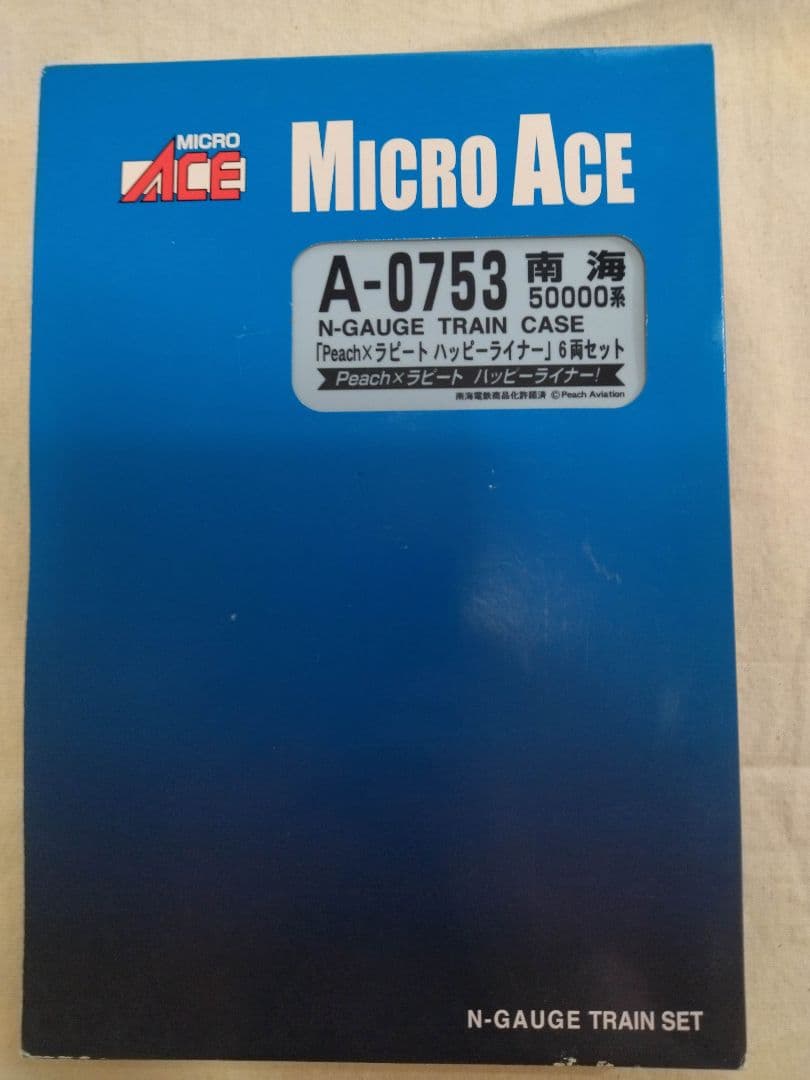 MICRO
ACE
MICRO ACE
A-0753 南海
50000系
N-GAUGE TRAIN CASE
「Peach×ラピート ハッピーライナー」6両セット
Peach×ラピート ハッピーライナー!
南海電鉄商品化許諾済 ©Peach Aviation
N-GAUGE TRAIN SET